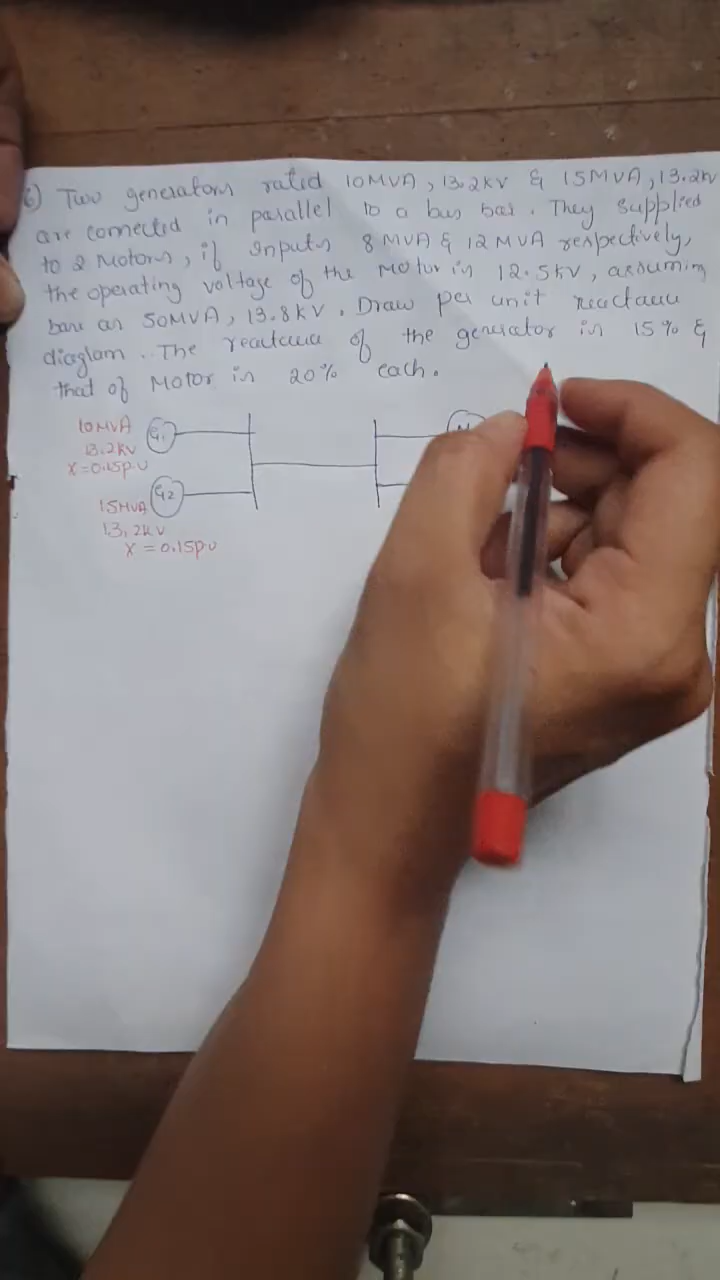 6) Two generators rated 10MVA, 13.2KV & 15MVA, 13.2KV
are connected in parallel to a bus bar. They supplied
to 2 Motors, if Inputs 8 MVA & 12 MVA respectively,
the operating voltage of the Motor is 12.5KV, assuming
base as 50MVA, 13.8KV. Draw per unit reactance
diaglam. The reactance of the generator is 15% &
that of Motor is 20% each.
10MVA
13.2KV
X=0.15p.u
G1
15MVA
13.2KV
X=0.15p.u
G2